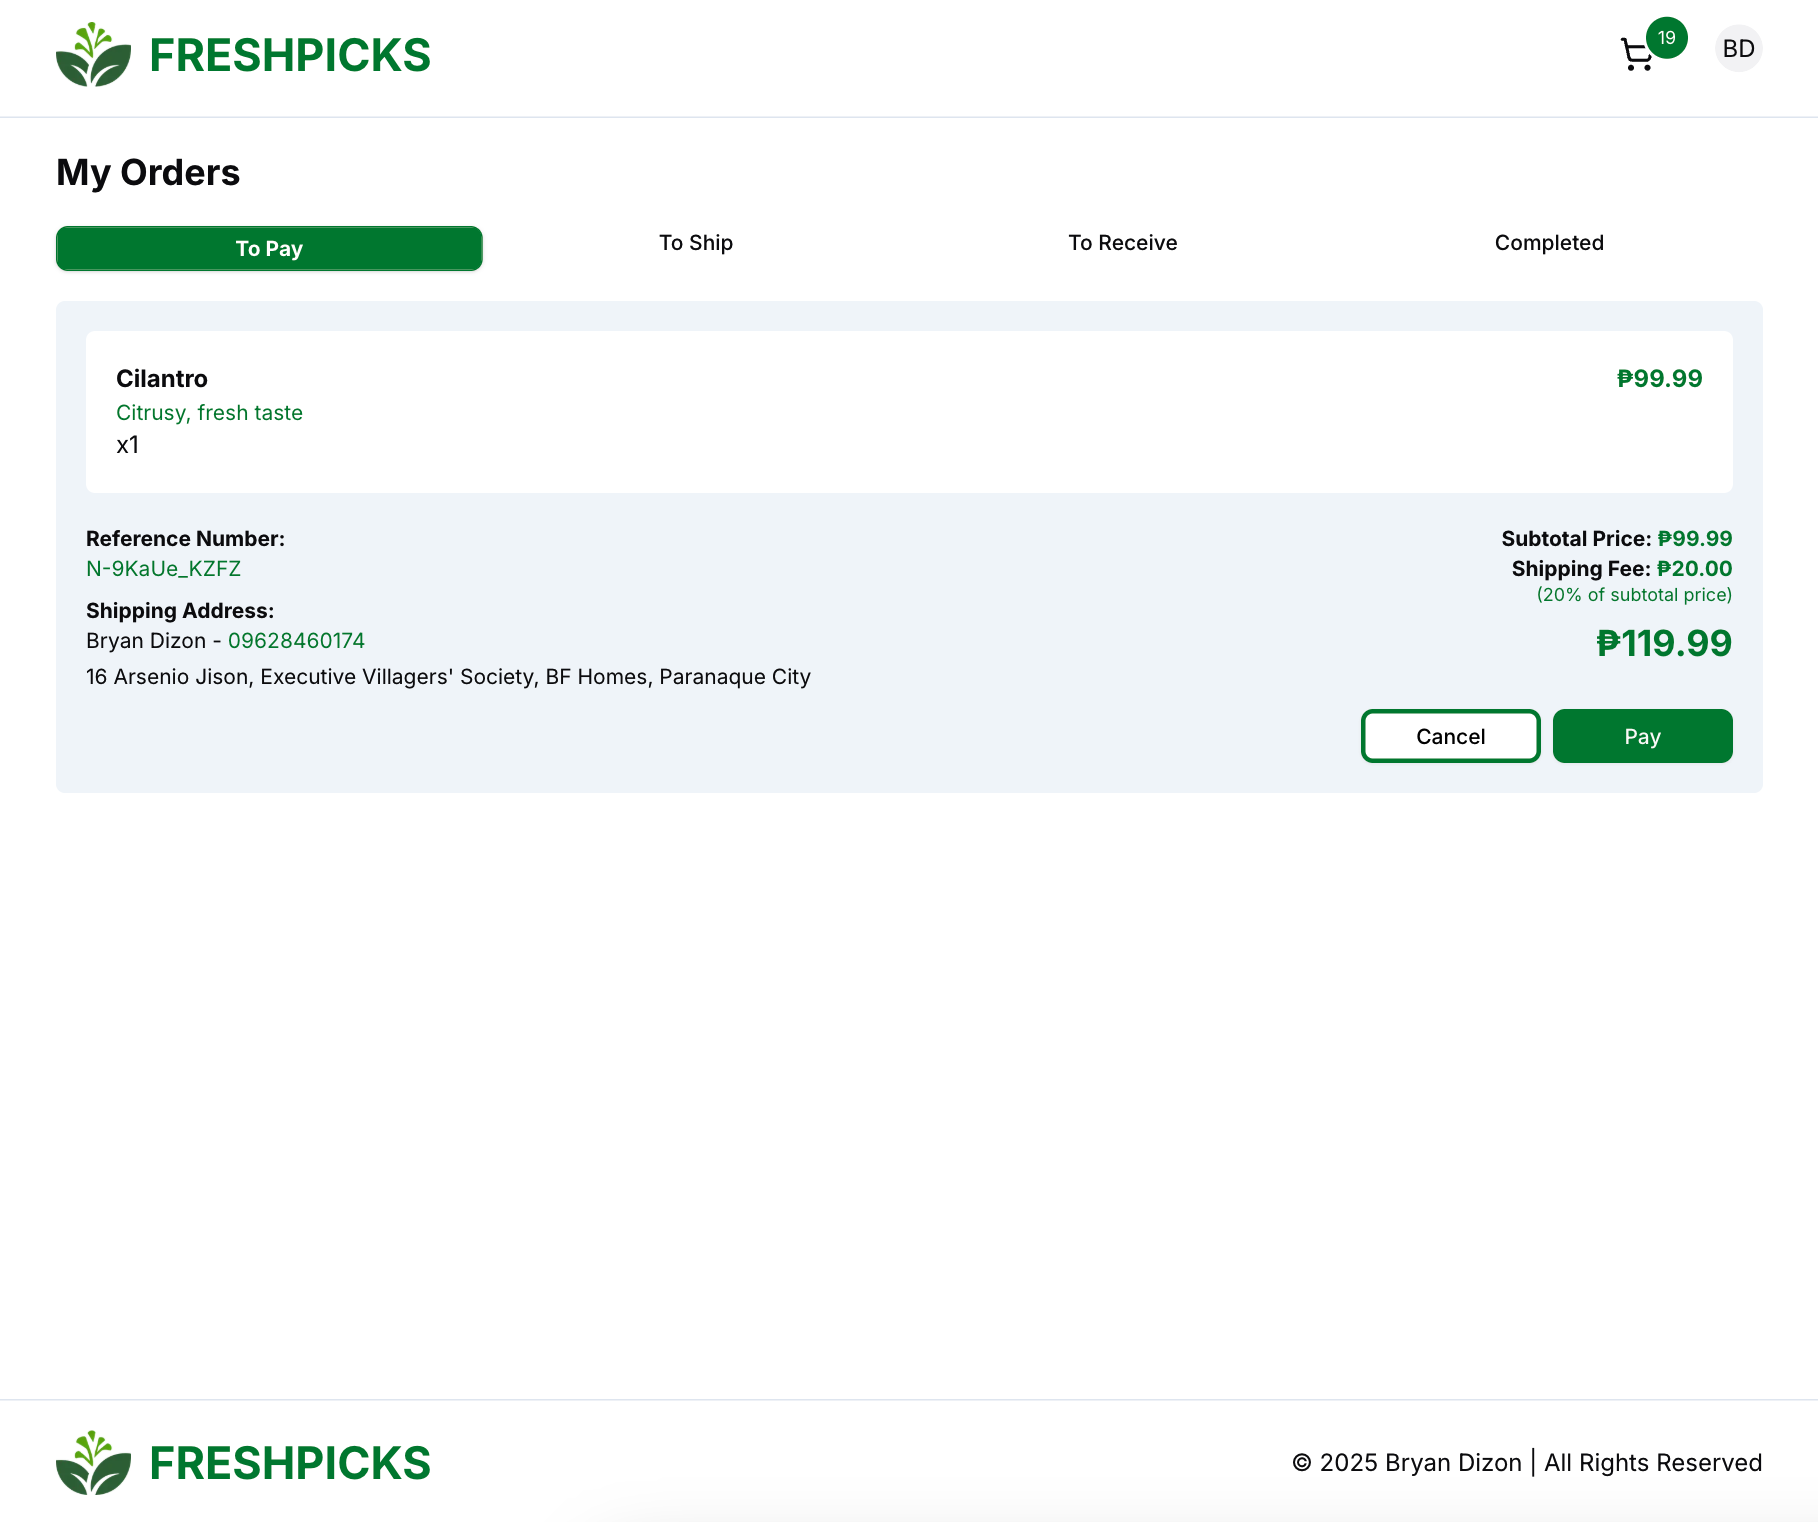 FRESHPICKS
19
BD
My Orders
To Pay
To Ship
To Receive
Completed
Cilantro
₱99.99
Citrusy, fresh taste
x1
Reference Number:
N-9KaUe_KZFZ
Shipping Address:
Bryan Dizon - 09628460174
16 Arsenio Jison, Executive Villagers' Society, BF Homes, Paranaque City
Subtotal Price: ₱99.99
Shipping Fee: ₱20.00
(20% of subtotal price)
₱119.99
Cancel
Pay
FRESHPICKS
© 2025 Bryan Dizon | All Rights Reserved